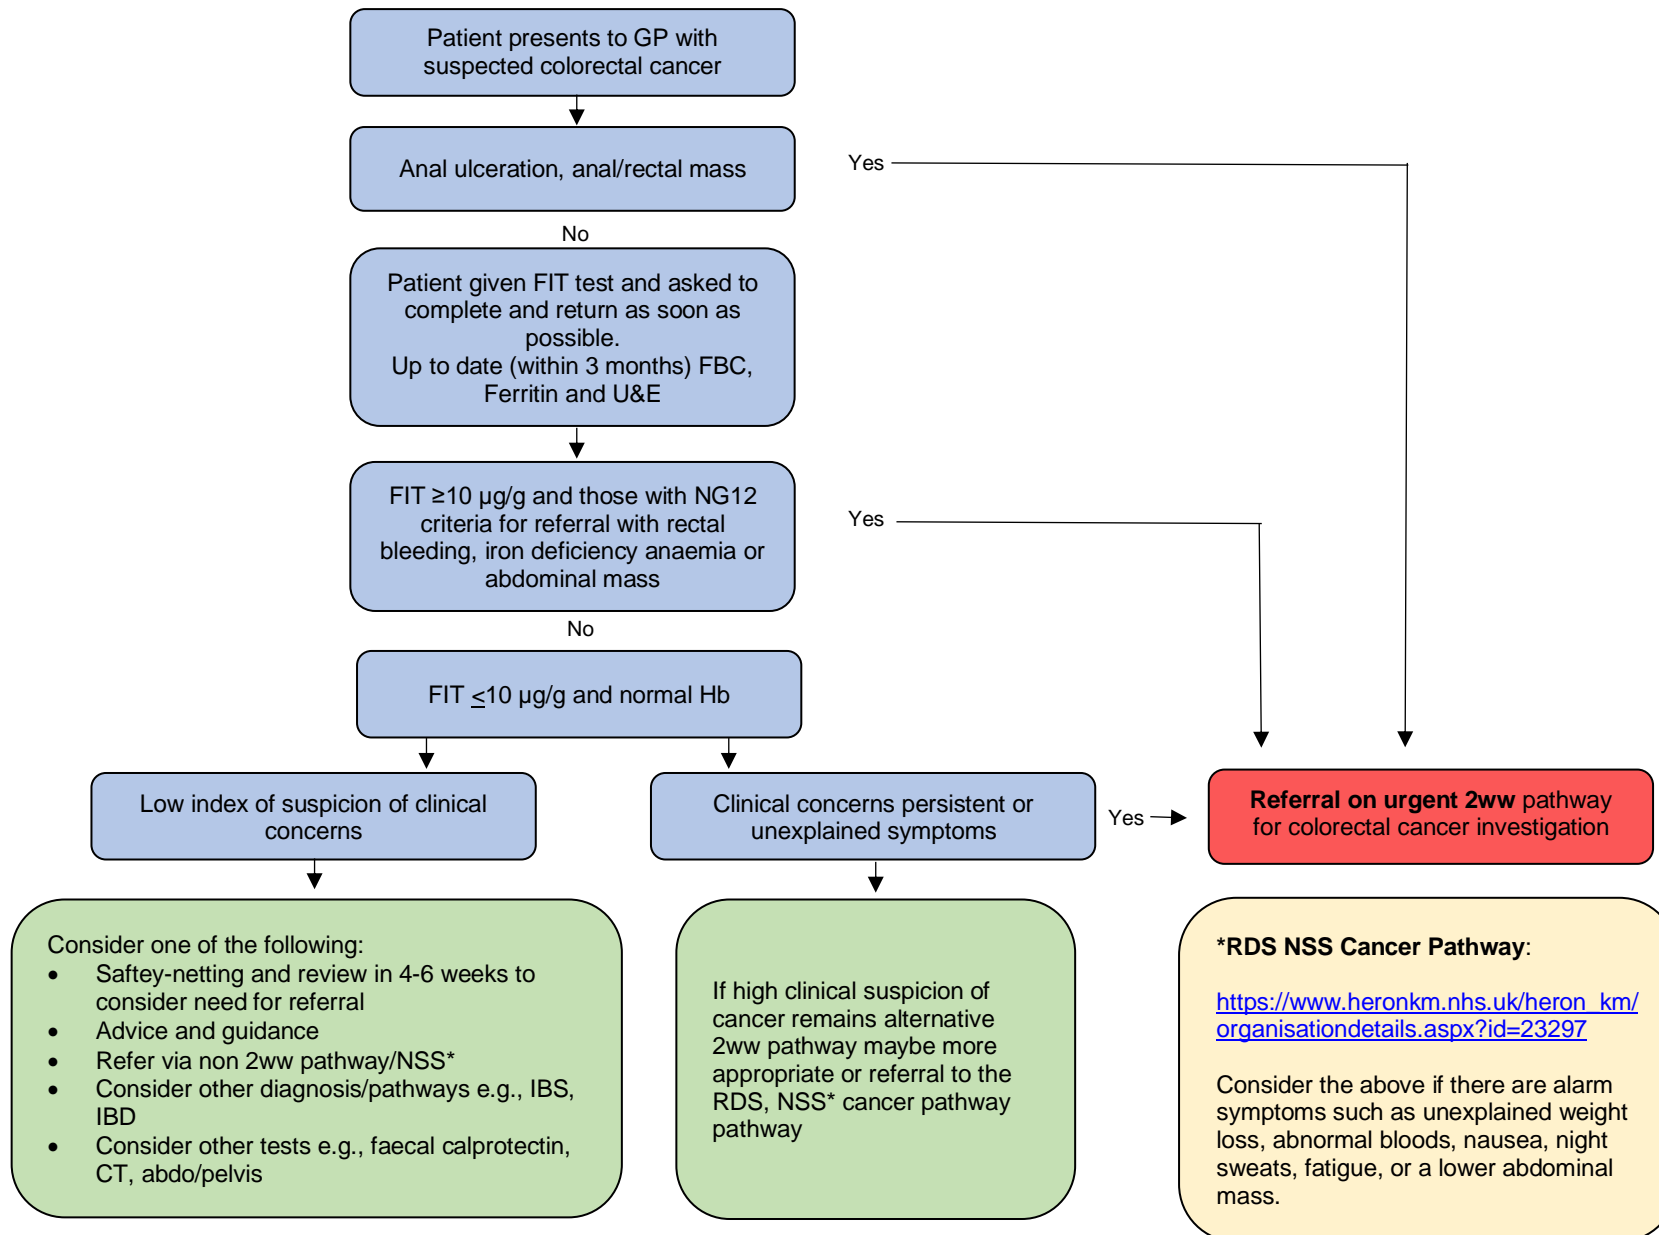 Patient presents to GP with
suspected colorectal cancer
Anal ulceration, anal/rectal mass
Yes
No
Patient given FIT test and asked to
complete and return as soon as
possible.
Up to date (within 3 months) FBC,
Ferritin and U&E
FIT ≥10 µg/g and those with NG12
criteria for referral with rectal
bleeding, iron deficiency anaemia or
abdominal mass
Yes
No
FIT <10 µg/g and normal Hb
Low index of suspicion of clinical
concerns
Clinical concerns persistent or
unexplained symptoms
Yes
Referral on urgent 2ww pathway
for colorectal cancer investigation
Consider one of the following:
• Saftey-netting and review in 4-6 weeks to
consider need for referral
• Advice and guidance
• Refer via non 2ww pathway/NSS*
• Consider other diagnosis/pathways e.g., IBS,
IBD
• Consider other tests e.g., faecal calprotectin,
CT, abdo/pelvis
If high clinical suspicion of
cancer remains alternative
2ww pathway maybe more
appropriate or referral to the
RDS, NSS* cancer pathway
pathway
*RDS NSS Cancer Pathway:
https://www.heronkm.nhs.uk/heron_km/
organisationdetails.aspx?id=23297
Consider the above if there are alarm
symptoms such as unexplained weight
loss, abnormal bloods, nausea, night
sweats, fatigue, or a lower abdominal
mass.